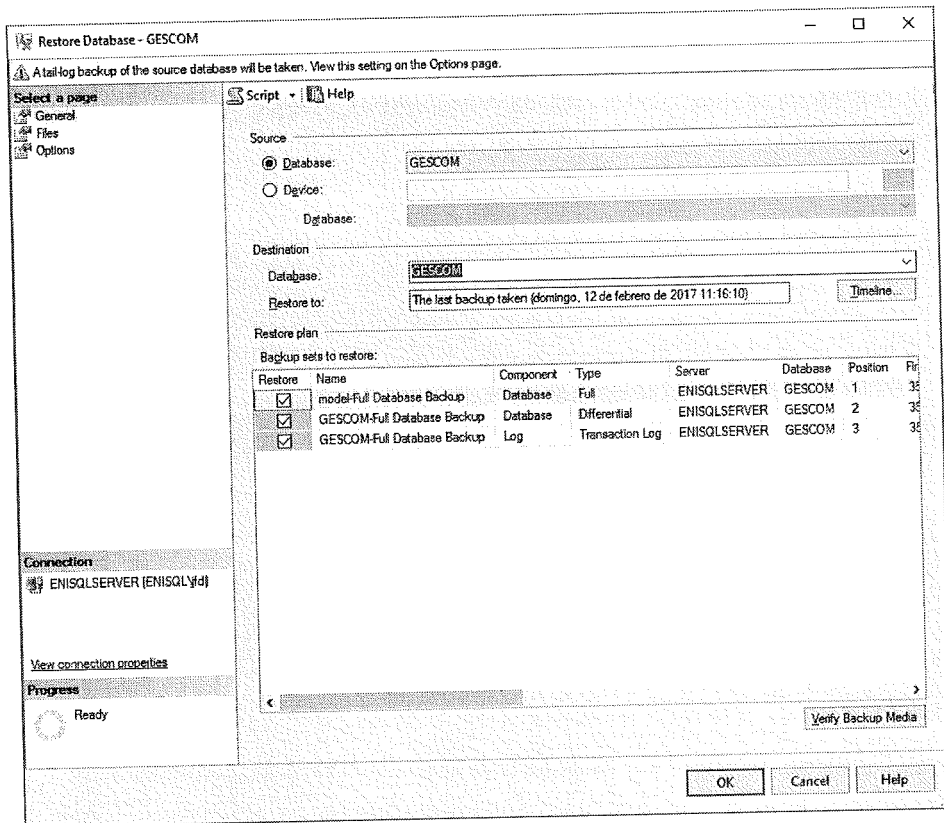 Restore Database - GESCOM
A tail-log backup of the source database will be taken. View this setting on the Options page.
Select a page
General
Files
Options
Script
Help
Source
Database:
GESCOM
Device:
Database:
Destination
Database:
GESCOM
Restore to:
The last backup taken (domingo, 12 de febrero de 2017 11:16:10)
Timeline...
Restore plan
Backup sets to restore:
Restore Name Component Type Server Database Position Fir
model-Full Database Backup Database Full ENISQLSERVER GESCOM 1
GESCOM-Full Database Backup Database Differential ENISQLSERVER GESCOM 2
GESCOM-Full Database Backup Log Transaction Log ENISQLSERVER GESCOM 3
Connection
ENISQLSERVER
View connection properties
Progress
Ready
Verify Backup Media
OK
Cancel
Help